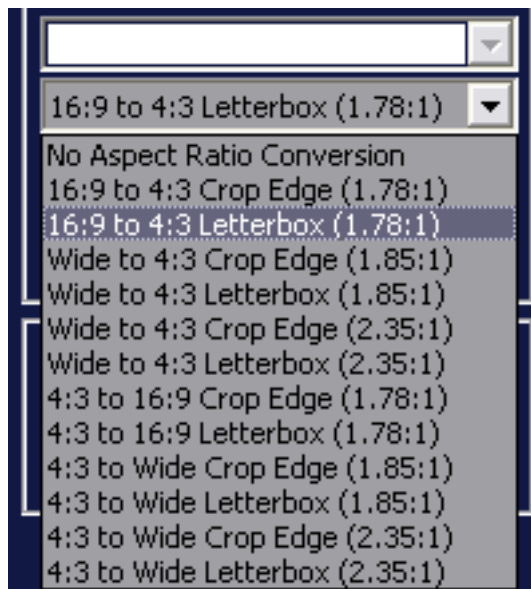 16:9 to 4:3 Letterbox (1.78:1)
No Aspect Ratio Conversion
16:9 to 4:3 Crop Edge (1.78:1)
16:9 to 4:3 Letterbox (1.78:1)
Wide to 4:3 Crop Edge (1.85:1)
Wide to 4:3 Letterbox (1.85:1)
Wide to 4:3 Crop Edge (2.35:1)
Wide to 4:3 Letterbox (2.35:1)
4:3 to 16:9 Crop Edge (1.78:1)
4:3 to 16:9 Letterbox (1.78:1)
4:3 to Wide Crop Edge (1.85:1)
4:3 to Wide Letterbox (1.85:1)
4:3 to Wide Crop Edge (2.35:1)
4:3 to Wide Letterbox (2.35:1)